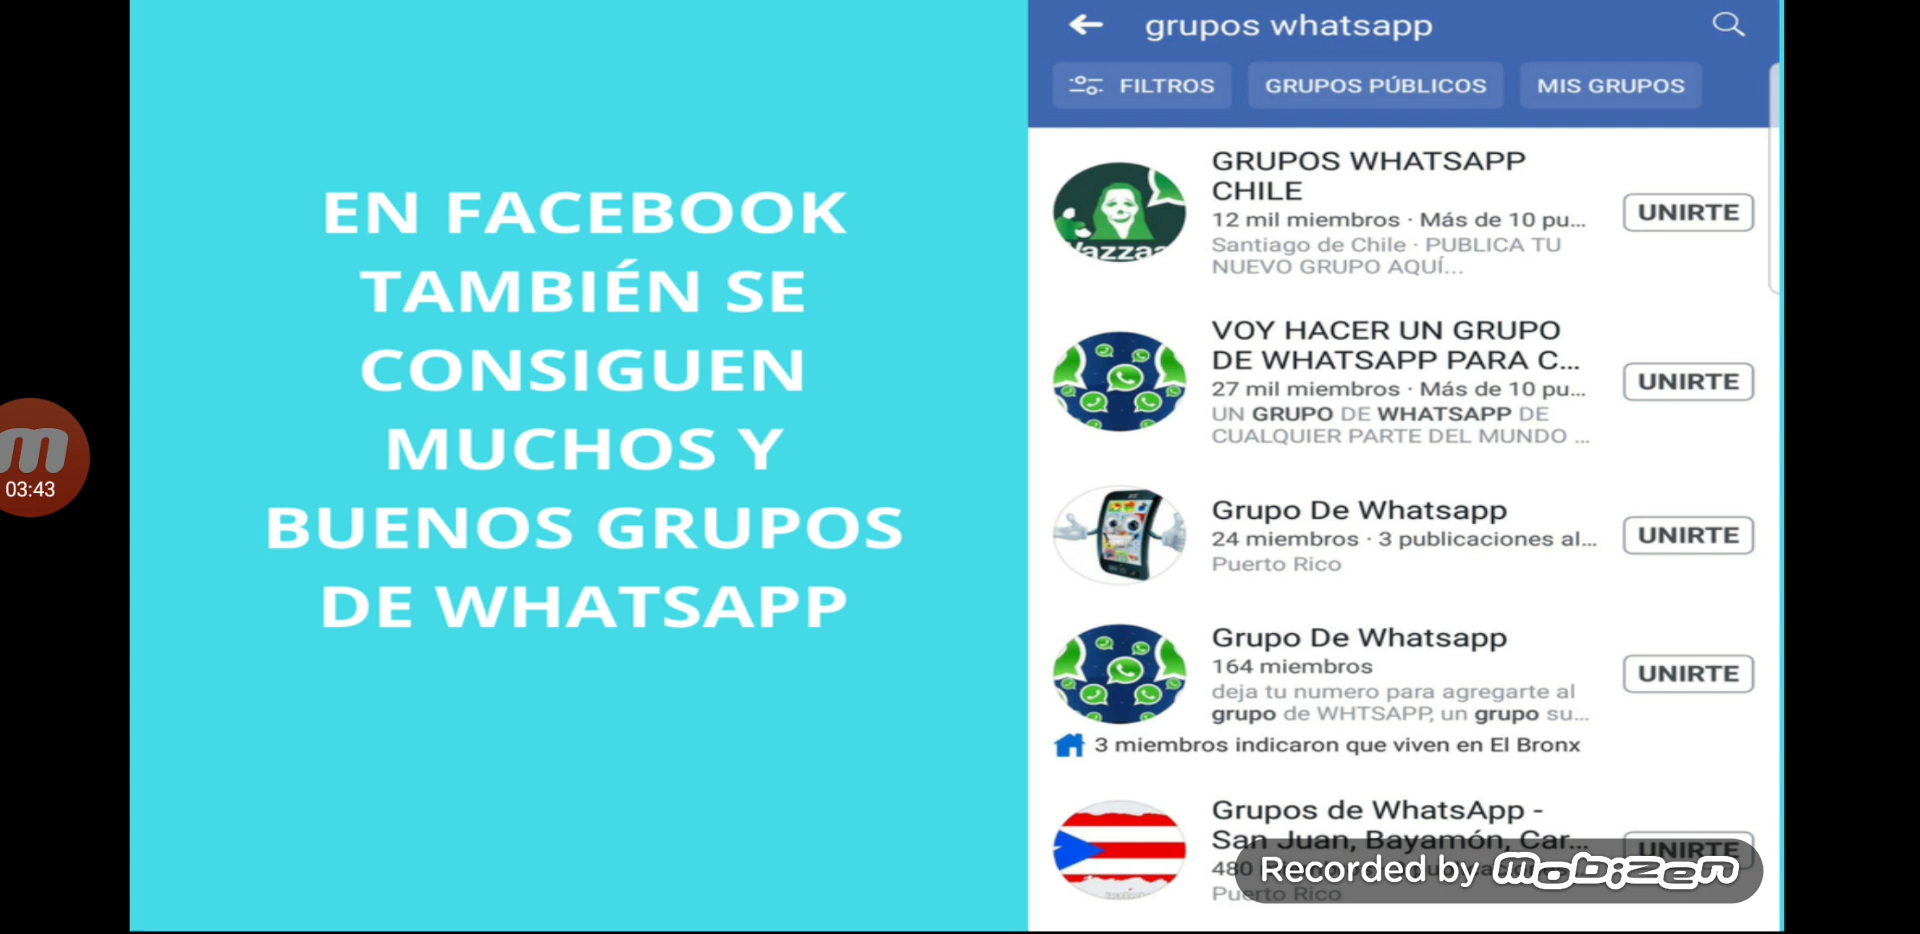 EN FACEBOOK
TAMBIÉN SE
CONSIGUEN
MUCHOS Y
BUENOS GRUPOS
DE WHATSAPP
03:43
grupos whatsapp
FILTROS
GRUPOS PÚBLICOS
MIS GRUPOS
GRUPOS WHATSAPP
CHILE
12 mil miembros · Más de 10 pu...
Santiago de Chile · PUBLICA TU
NUEVO GRUPO AQUÍ...
UNIRTE
VOY HACER UN GRUPO
DE WHATSAPP PARA C...
27 mil miembros · Más de 10 pu...
UN GRUPO DE WHATSAPP DE
CUALQUIER PARTE DEL MUNDO ...
UNIRTE
Grupo De Whatsapp
24 miembros · 3 publicaciones al...
Puerto Rico
UNIRTE
Grupo De Whatsapp
164 miembros
deja tu numero para agregarte al
grupo de WHTSAPP, un grupo su...
UNIRTE
3 miembros indicaron que viven en El Bronx
Grupos de WhatsApp -
San Juan, Bayamón, Car...
480
Puerto Rico
UNIRTE
Recorded by mobizen